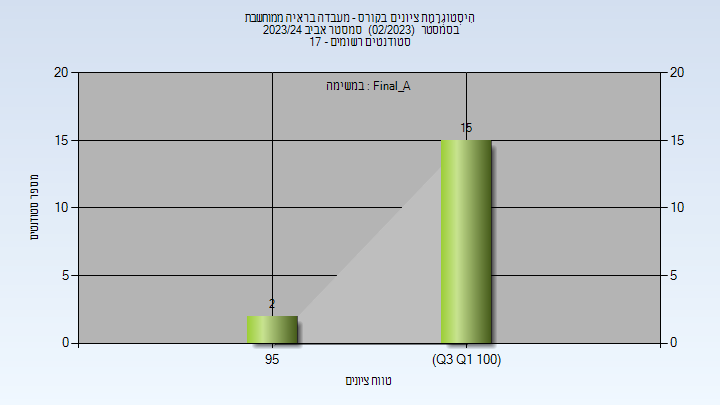 היסטוגרמת ציונים בקורס - מעבדה בראיה ממוחשבת
בסמסטר (02/2023) סמסטר אביב 2023/24
סטודנטים רשומים - 17
במשימה : Final_A
20 20
15 15
15
10 10
מספר סטודנטים
5 5
2
0 0
95 (Q3 Q1 100)
טווח ציונים